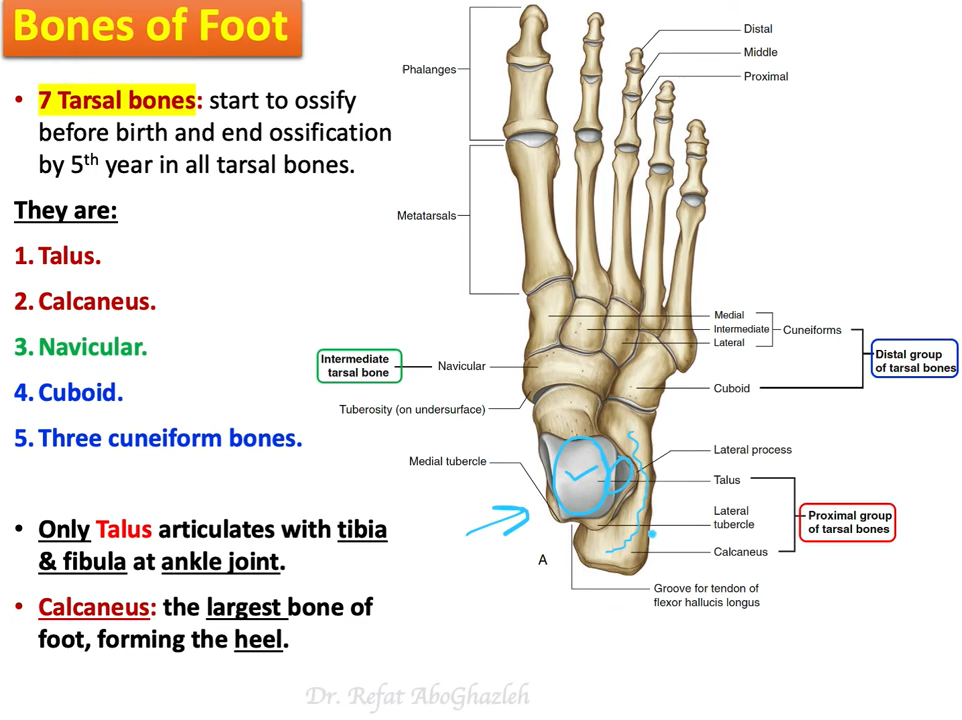 Bones of Foot
• 7 Tarsal bones: start to ossify
before birth and end ossification
by 5th year in all tarsal bones.
They are:
1. Talus.
2. Calcaneus.
3. Navicular.
4. Cuboid.
5. Three cuneiform bones.
• Only Talus articulates with tibia
& fibula at ankle joint.
• Calcaneus: the largest bone of
foot, forming the heel.
Phalanges
Distal
Middle
Proximal
Metatarsals
Medial
Intermediate
Lateral
Cuneiforms
Distal group
of tarsal bones
Intermediate
tarsal bone
Navicular
Cuboid
Tuberosity (on undersurface)
Medial tubercle
Lateral process
Talus
Lateral
tubercle
Calcaneus
Proximal group
of tarsal bones
A
Groove for tendon of
flexor hallucis longus
Dr. Refat AboGhazleh